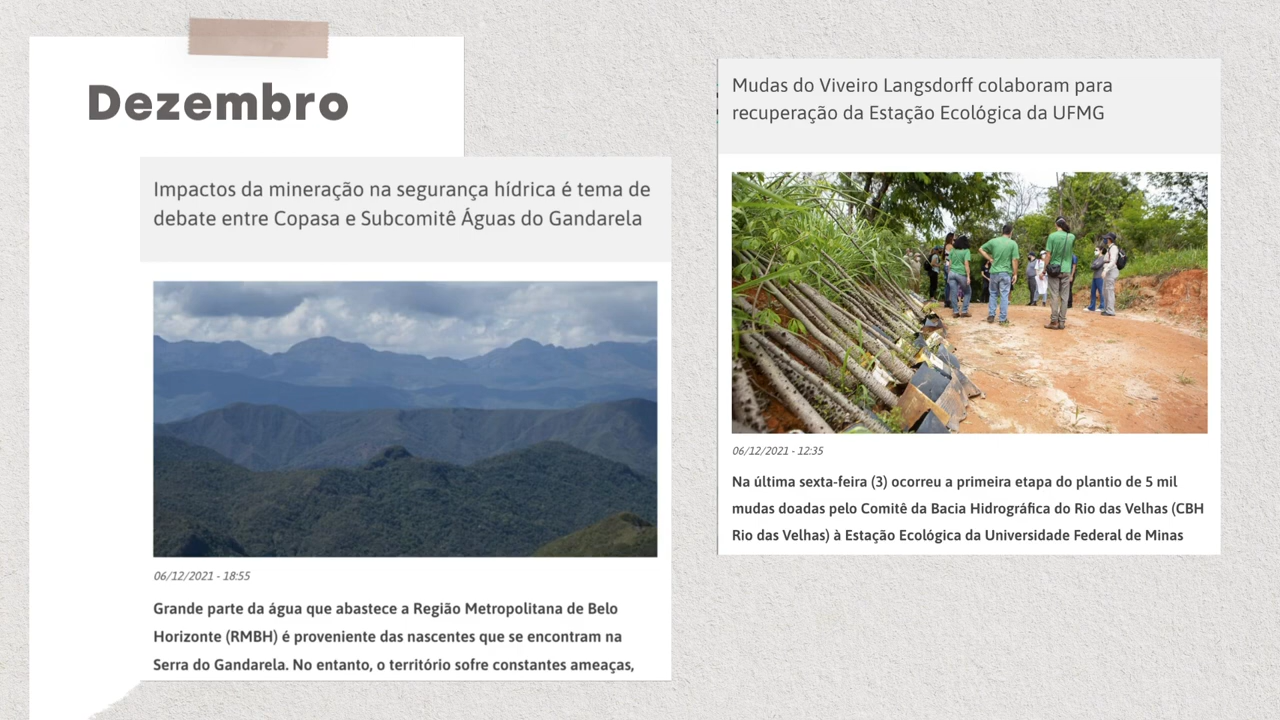 Dezembro
Impactos da mineração na segurança hídrica é tema de
debate entre Copasa e Subcomitê Águas do Gandarela
06/12/2021 - 18:55
Grande parte da água que abastece a Região Metropolitana de Belo
Horizonte (RMBH) é proveniente das nascentes que se encontram na
Serra do Gandarela. No entanto, o território sofre constantes ameaças,
Mudas do Viveiro Langsdorff colaboram para
recuperação da Estação Ecológica da UFMG
06/12/2021 - 12:35
Na última sexta-feira (3) ocorreu a primeira etapa do plantio de 5 mil
mudas doadas pelo Comitê da Bacia Hidrográfica do Rio das Velhas (CBH
Rio das Velhas) à Estação Ecológica da Universidade Federal de Minas